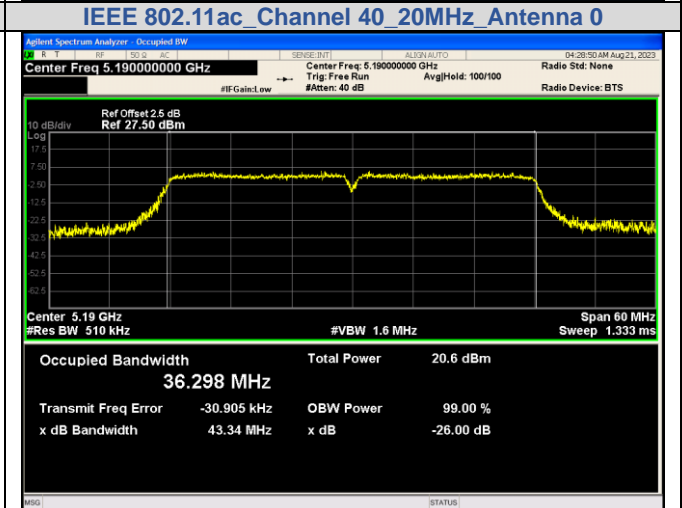 IEEE 802.11ac_Channel 40_20MHz_Antenna 0
Agilent Spectrum Analyzer - Occupied BW
R T RF 50 Ω AC SENSE:INT ALIGN AUTO 04:28:50 AM Aug 21, 2023
Center Freq 5.190000000 GHz Center Freq: 5.190000000 GHz Radio Std: None
Trig: Free Run Avg|Hold: 100/100
#IFGain:Low #Atten: 40 dB Radio Device: BTS
Ref Offset 2.5 dB
10 dB/div Ref 27.50 dBm
Log
17.5
7.50
-2.50
-12.5
-22.5
-32.5
-42.5
-52.5
-62.5
Center 5.19 GHz Span 60 MHz
#Res BW 510 kHz #VBW 1.6 MHz Sweep 1.333 ms
Occupied Bandwidth Total Power 20.6 dBm
36.298 MHz
Transmit Freq Error -30.905 kHz OBW Power 99.00 %
x dB Bandwidth 43.34 MHz x dB -26.00 dB
MSG STATUS